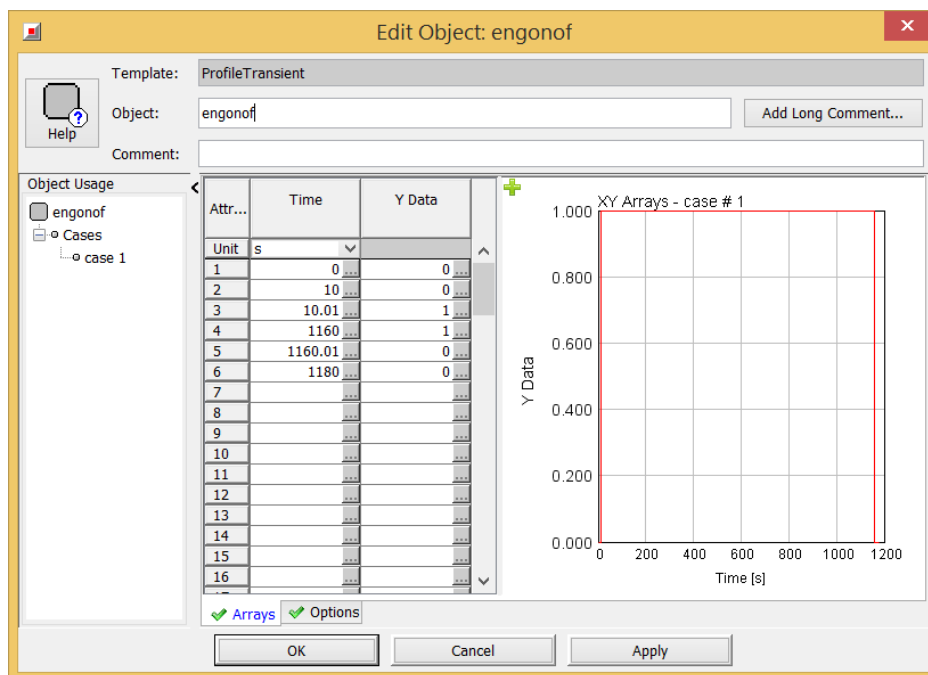 Edit Object: engonof
Template: ProfileTransient
Help
Object: engonof
Add Long Comment...
Comment:
Object Usage
engonof
Cases
case 1
Attr... Time Y Data
Unit s
1 0 ... 0 ...
2 10 ... 0 ...
3 10.01 ... 1 ...
4 1160 ... 1 ...
5 1160.01 ... 0 ...
6 1180 ... 0 ...
7 ... ...
8 ... ...
9 ... ...
10 ... ...
11 ... ...
12 ... ...
13 ... ...
14 ... ...
15 ... ...
16 ... ...
XY Arrays - case # 1
1.000
0.800
0.600
0.400
0.200
0.000
Y Data
0 200 400 600 800 1000 1200
Time [s]
Arrays Options
OK Cancel Apply